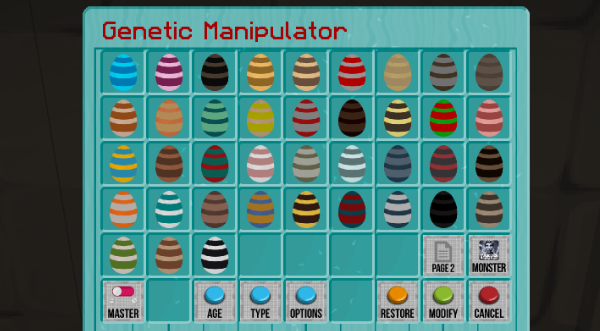 Genetic Manipulator
PAGE 2
MONSTER
MASTER
AGE
TYPE
OPTIONS
RESTORE
MODIFY
CANCEL